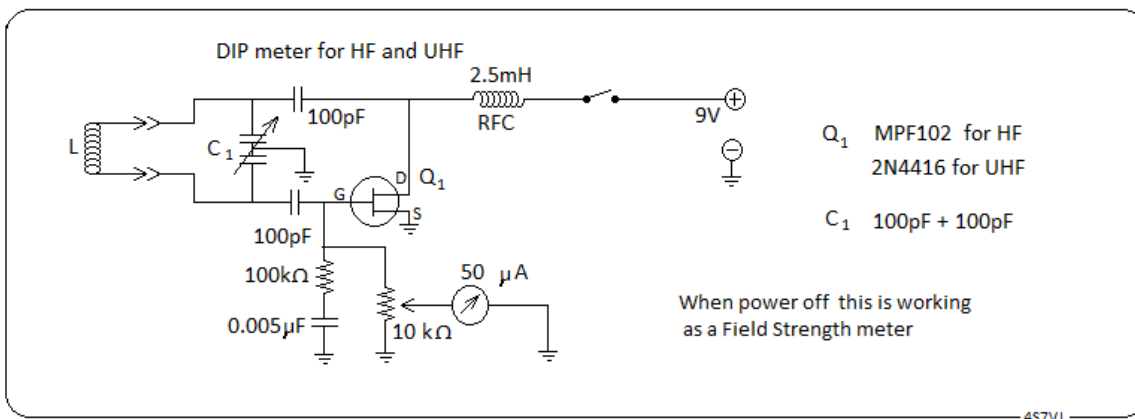 DIP meter for HF and UHF
2.5mH
100pF
RFC
9V
L
C1
D
Q1
G
S
100pF
Q1 MPF102 for HF
2N4416 for UHF
C1 100pF + 100pF
100kΩ
50 μA
0.005μF
10 kΩ
When power off this is working
as a Field Strength meter
4S7VJ